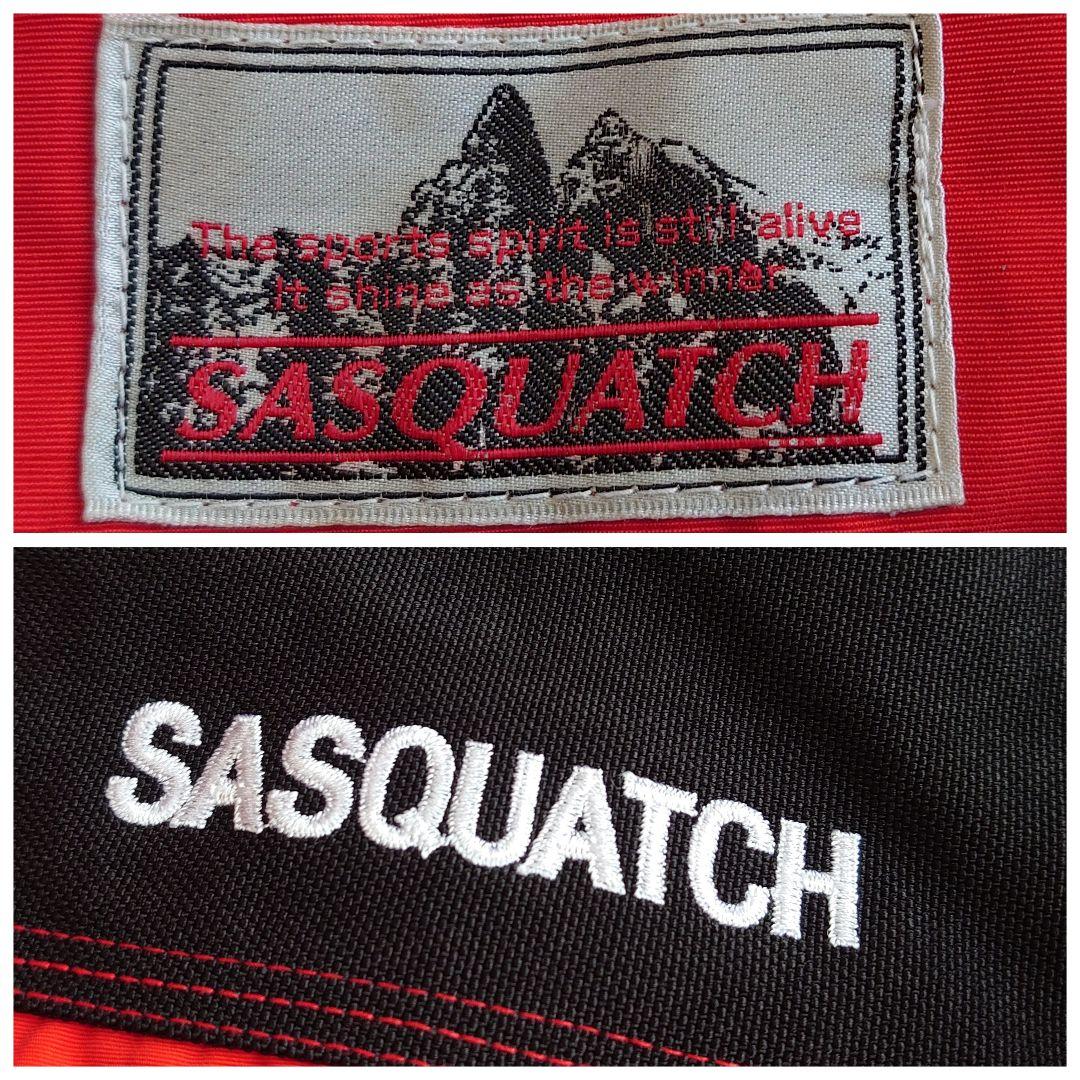 The sports spirit is still alive
It shine as the winner
SASQUATCH
SASQUATCH